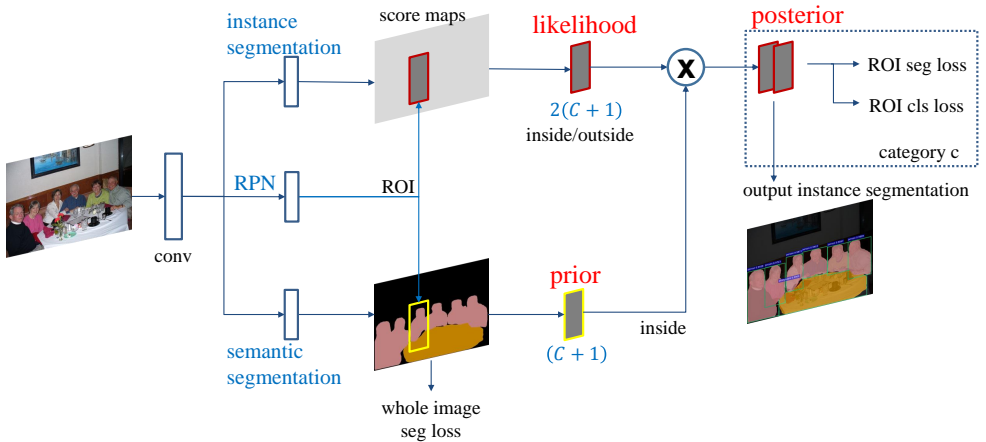 instance
segmentation
score maps
likelihood
posterior
X
ROI seg loss
2(C + 1)
inside/outside
ROI cls loss
category c
RPN
ROI
conv
output instance segmentation
prior
inside
(C + 1)
semantic
segmentation
whole image
seg loss